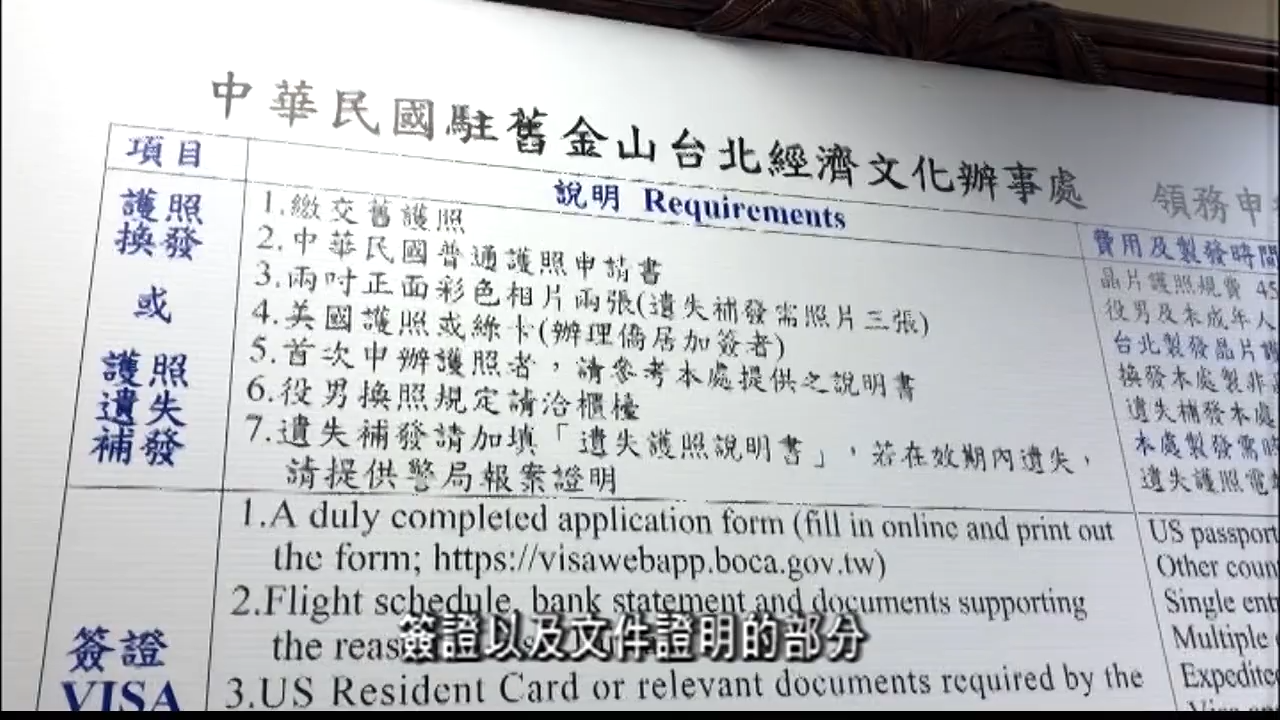 中華民國駐舊金山台北經濟文化辦事處 領務申
項目
說明 Requirements
費用及製發時間
護照
換發
或
護照
遺失
補發
1.繳交舊護照
2.中華民國普通護照申請書
3.兩吋正面彩色相片兩張(遺失補發需照片三張)
4.美國護照或綠卡(辦理僑居加簽者)
5.首次申辦護照者，請參考本處提供之說明書
6.役男換照規定請洽櫃檯
7.遺失補發請加填「遺失護照說明書」，若在效期內遺失，
請提供警局報案證明
晶片護照規費 45
役男及未成年人
台北製發晶片護
換發本處製非
遺失補發本處
本處製發需時
遺失護照電
簽證
VISA
1.A duly completed application form (fill in online and print out
the form; https://visawebapp.boca.gov.tw)
2.Flight schedule, bank statement and documents supporting
the
3.US Resident Card or relevant documents required by the
US passport
Other coun
Single ent
Multiple
Expedite
簽證以及文件證明的部分